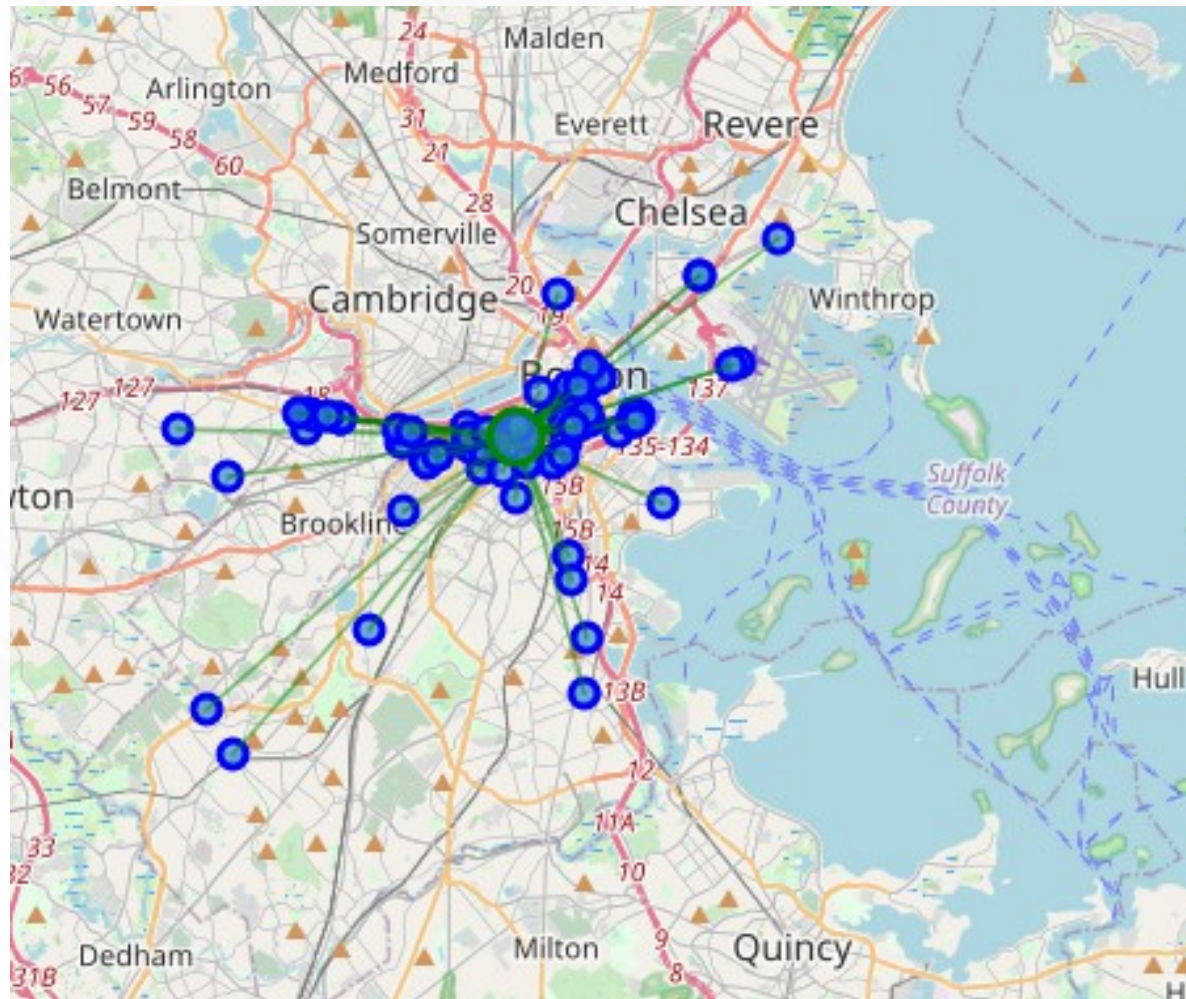 24
Malden
Medford
56
57
59
58
60
Arlington
31
21
Everett
Revere
Belmont
28
Chelsea
Somerville
20
19
Cambridge
Winthrop
Watertown
127
127
18
137
135-134
Suffolk
County
15B
Brookline
15B
14
14
13B
Hull
12
11A
10
33
Dedham
Milton
Quincy
9
8
31B